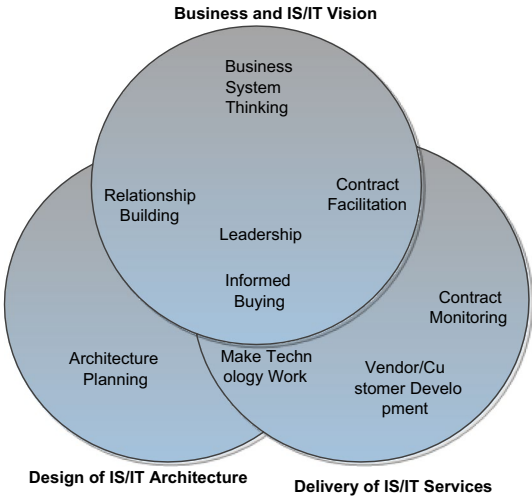 Business and IS/IT Vision
Business
System
Thinking
Relationship
Building
Contract
Facilitation
Leadership
Informed
Buying
Contract
Monitoring
Architecture
Planning
Make Techn
ology Work
Vendor/Cu
stomer Develo
pment
Design of IS/IT Architecture
Delivery of IS/IT Services